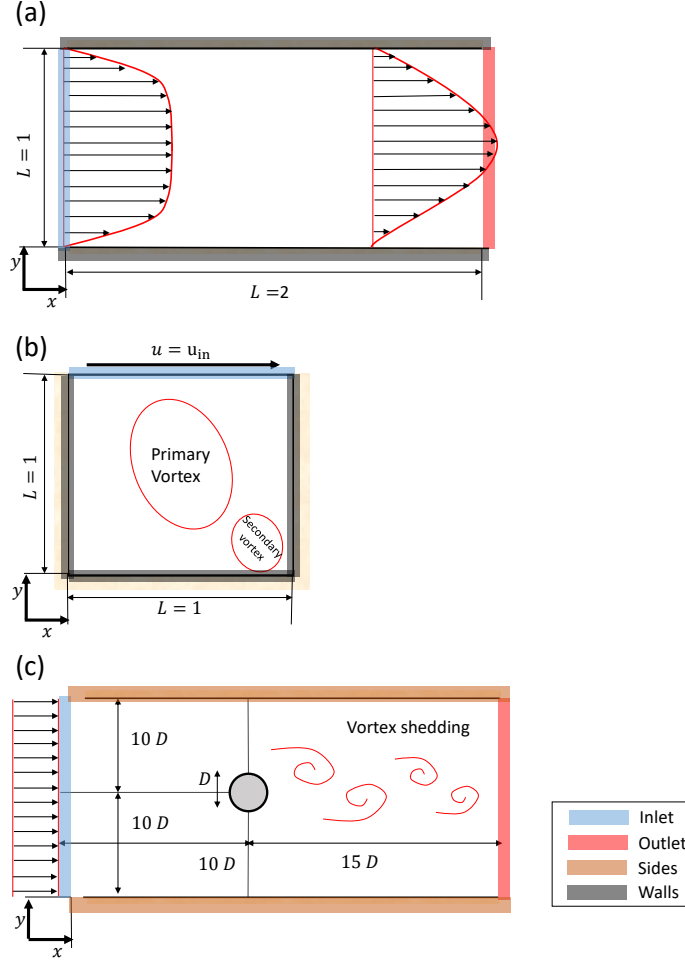 (a)
L = 1
y
x
L =2
(b)
u = u_in
L = 1
Primary
Vortex
Secondary
vortex
y
x
L = 1
(c)
10 D
Vortex shedding
D
10 D
10 D
15 D
y
x
Inlet
Outlet
Sides
Walls